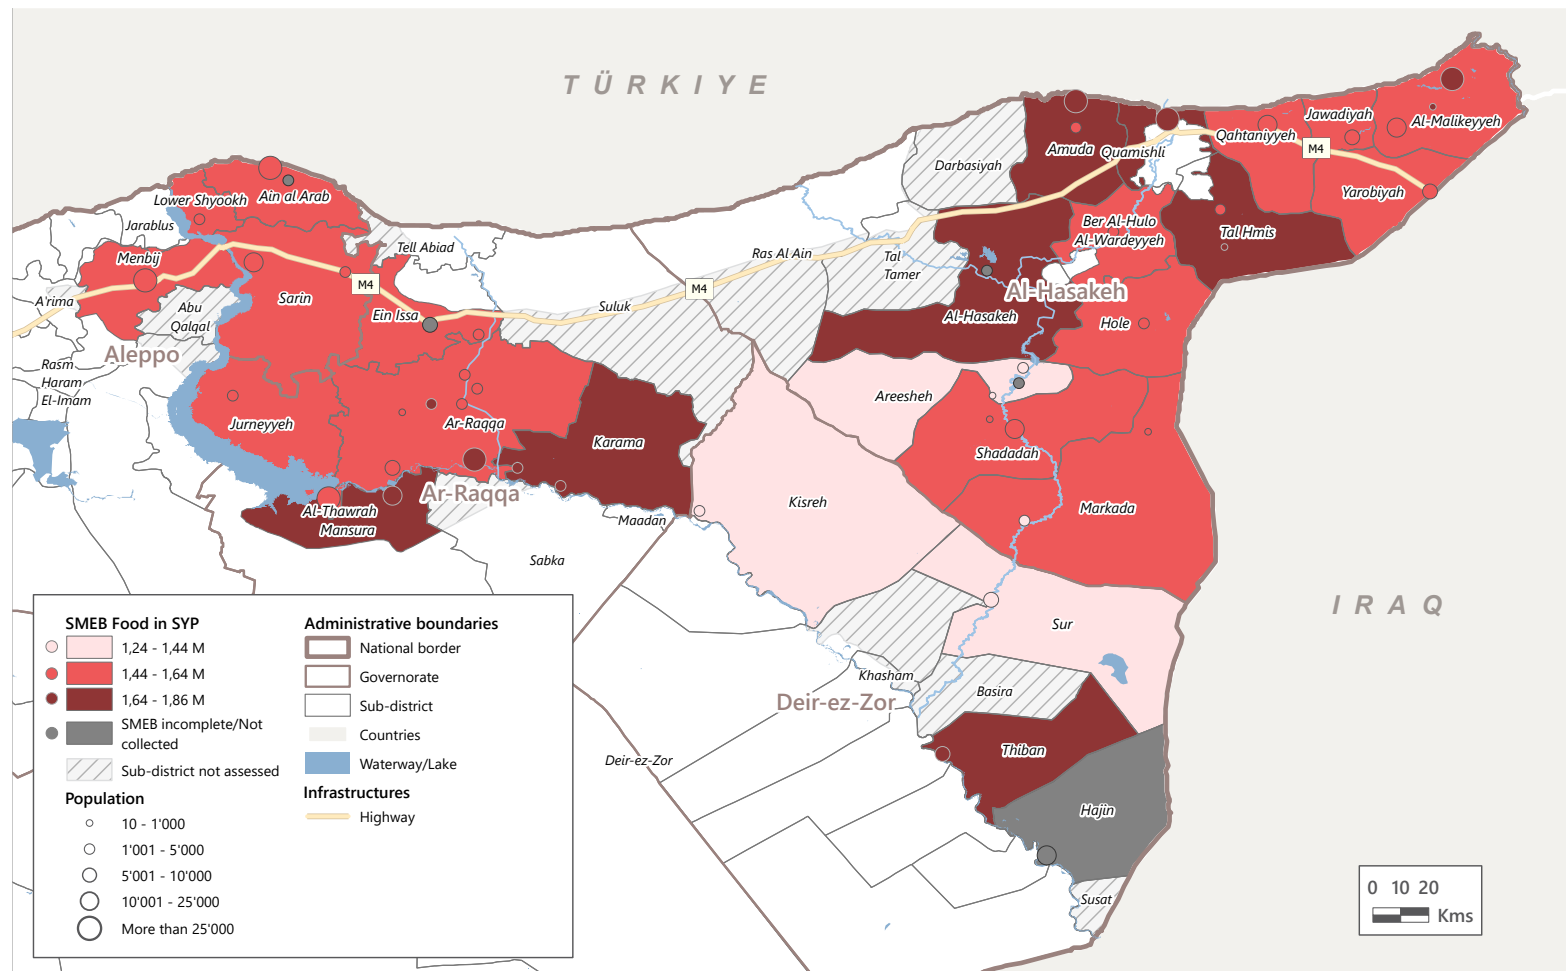 TÜRKIYE
Jawadiyah
Qahtaniyyeh
Al-Malikeyyeh
M4
Darbasiyah
Amuda
Quamishli
Yarobiyah
Lower Shyookh
Ain al Arab
Jarablus
Tell Abiad
Ber Al-Hulo
Al-Wardeyyeh
Tal Hmis
Menbij
Ras Al Ain
Tal
Tamer
A'rima
Abu
Qalqal
Sarin
M4
M4
Suluk
Al-Hasakeh
Ein Issa
Al-Hasakeh
Hole
Aleppo
Rasm
Haram
El-Imam
Jurneyyeh
Ar-Raqqa
Areesheh
Karama
Shadadah
Ar-Raqqa
Al-Thawrah
Mansura
Maadan
Kisreh
Markada
Sabka
IRAQ
Sur
Khasham
Basira
Deir-ez-Zor
Thiban
Deir-ez-Zor
Hajin
Susat
SMEB Food in SYP
1,24 - 1,44 M
1,44 - 1,64 M
1,64 - 1,86 M
SMEB incomplete/Not
collected
Sub-district not assessed
Population
10 - 1'000
1'001 - 5'000
5'001 - 10'000
10'001 - 25'000
More than 25'000
Administrative boundaries
National border
Governorate
Sub-district
Countries
Waterway/Lake
Infrastructures
Highway
0 10 20
Kms